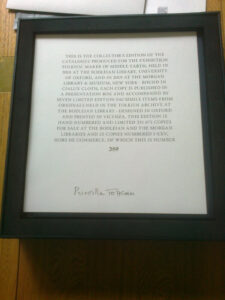 THIS IS THE COLLECTOR'S EDITION OF THE
CATALOGUE PRODUCED FOR THE EXHIBITION
TOLKIEN: MAKER OF MIDDLE-EARTH, HELD IN
2018 AT THE BODLEIAN LIBRARY, UNIVERSITY
OF OXFORD, AND IN 2019 AT THE MORGAN
LIBRARY & MUSEUM, NEW YORK. BOUND IN
CLOTH, EACH COPY IS PUBLISHED IN
A PRESENTATION BOX AND ACCOMPANIED BY
SEVEN LIMITED EDITION FACSIMILE ITEMS FROM
ORIGINALS HELD IN THE TOLKIEN ARCHIVE AT
THE BODLEIAN LIBRARY. DESIGNED IN OXFORD
AND PRINTED IN VICENZA, THIS EDITION IS
HAND NUMBERED AND LIMITED TO COPIES
FOR SALE AT THE BODLEIAN AND THE MORGAN
LIBRARIES AND COPIES NUMBERED
HORS DE COMMERCE, OF WHICH THIS IS NUMBER
Priscilla Tolkien